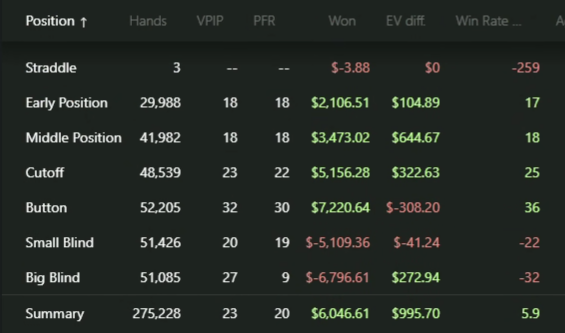 Position ↑ Hands VPIP PFR Won EV diff. Win Rate ... A
Straddle 3 -- -- $-3.88 $0 -259
Early Position 29,988 18 18 $2,106.51 $104.89 17
Middle Position 41,982 18 18 $3,473.02 $644.67 18
Cutoff 48,539 23 22 $5,156.28 $322.63 25
Button 52,205 32 30 $7,220.64 $-308.20 36
Small Blind 51,426 20 19 $-5,109.36 $-41.24 -22
Big Blind 51,085 27 9 $-6,796.61 $272.94 -32
Summary 275,228 23 20 $6,046.61 $995.70 5.9